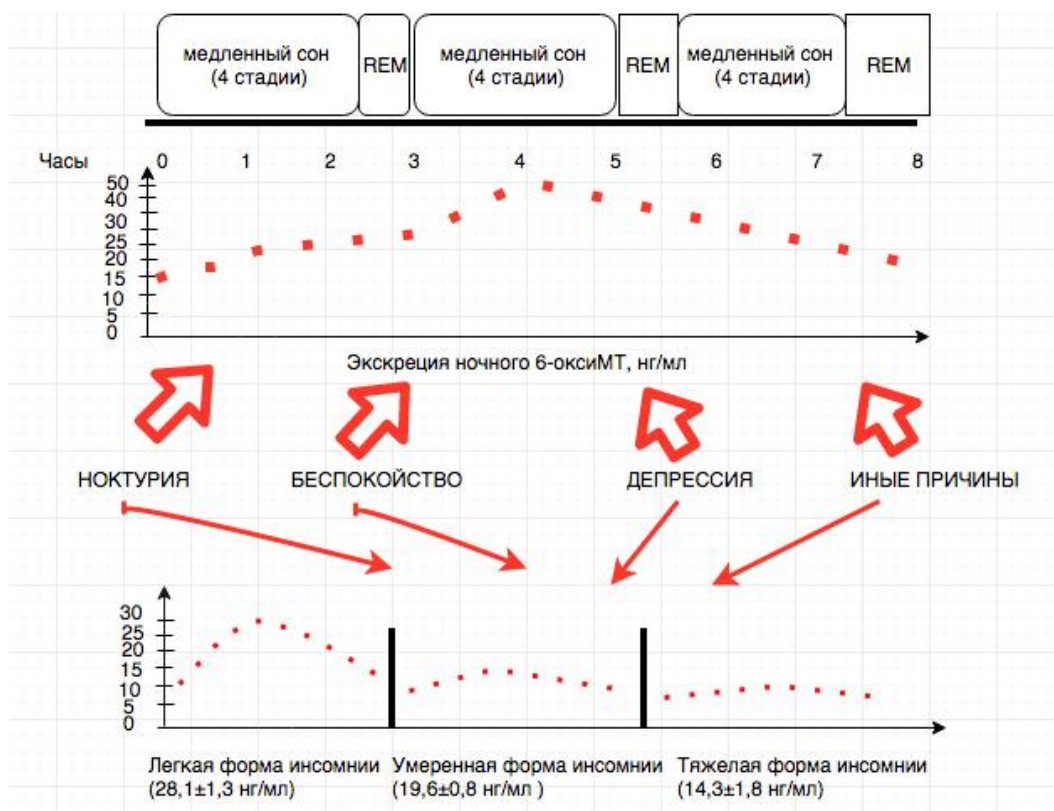 медленный сон
(4 стадии)
REM
медленный сон
(4 стадии)
REM
медленный сон
(4 стадии)
REM
Часы 0 1 2 3 4 5 6 7 8
50
40
30
25
20
15
10
5
0
Экскреция ночного 6-оксиМТ, нг/мл
НОКТУРИЯ БЕСПОКОЙСТВО ДЕПРЕССИЯ ИНЫЕ ПРИЧИНЫ
30
25
20
15
10
5
0
Легкая форма инсомнии
(28,1±1,3 нг/мл)
Умеренная форма инсомнии
(19,6±0,8 нг/мл )
Тяжелая форма инсомнии
(14,3±1,8 нг/мл)